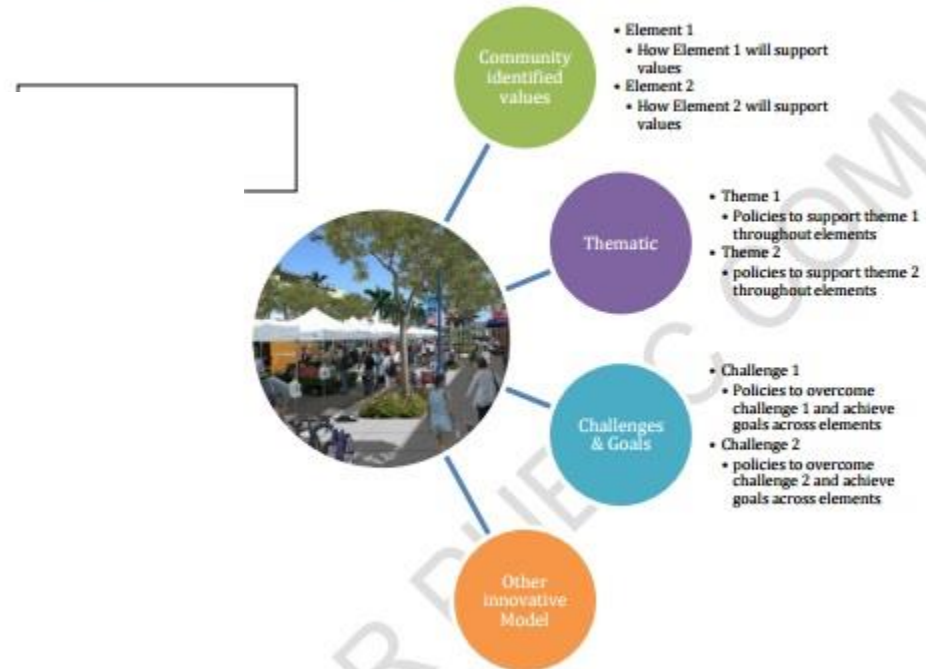 Community
identified
values
• Element 1
• How Element 1 will support
values
• Element 2
• How Element 2 will support
values
Thematic
• Theme 1
• Policies to support theme 1
throughout elements
• Theme 2
• policies to support theme 2
throughout elements
Challenges
& Goals
• Challenge 1
• Policies to overcome
challenge 1 and achieve
goals across elements
• Challenge 2
• policies to overcome
challenge 2 and achieve
goals across elements
Other
innovative
Model